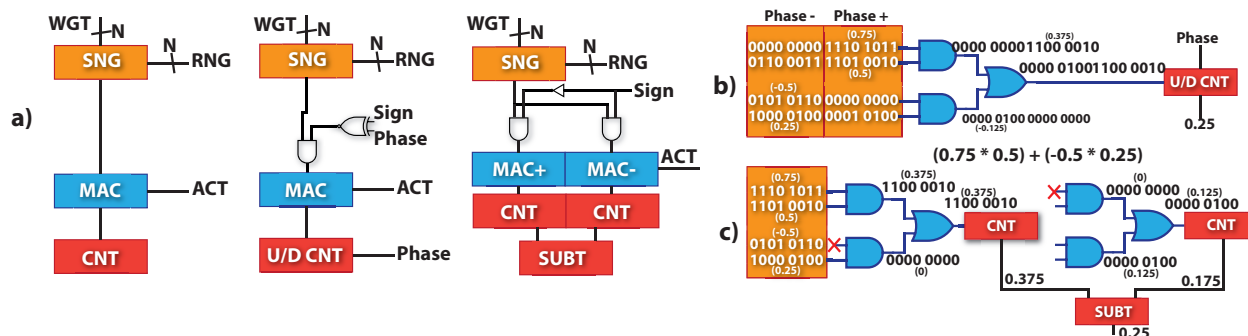 a)
WGT N
SNG
N
RNG
MAC
ACT
CNT
WGT N
SNG
N
RNG
Sign
Phase
MAC
ACT
U/D CNT
Phase
WGT N
SNG
N
RNG
Sign
MAC+ MAC-
ACT
CNT CNT
SUBT
b)
Phase - Phase +
(0.75)
0000 0000 1110 1011
0110 0011 1101 0010
(0.5)
(-0.5)
0101 0110 0000 0000
1000 0100 0001 0100
(0.25)
(0.375)
0000 00001100 0010
0000 01001100 0010
0000 0100 0000 0000
(-0.125)
Phase
U/D CNT
0.25
(0.75 * 0.5) + (-0.5 * 0.25)
c)
(0.75)
1110 1011
1101 0010
(0.5)
(-0.5)
0101 0110
1000 0100
(0.25)
(0.375)
1100 0010
0000 0000
(0)
(0.375)
1100 0010
CNT
(0)
0000 0000
0000 0100
(0.125)
(0.125)
0000 0100
CNT
0.375
0.175
SUBT
0.25